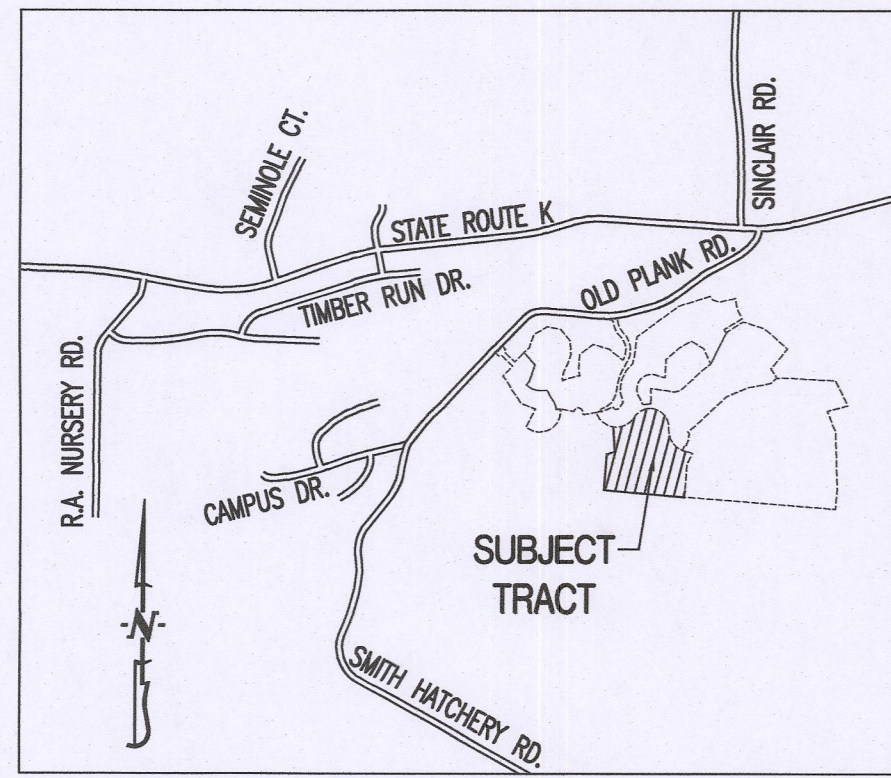 SINCLAIR RD.
SEMINOLE CT.
STATE ROUTE K
OLD PLANK RD.
TIMBER RUN DR.
R.A. NURSERY RD.
CAMPUS DR.
SUBJECT
TRACT
-N-
SMITH HATCHERY RD.